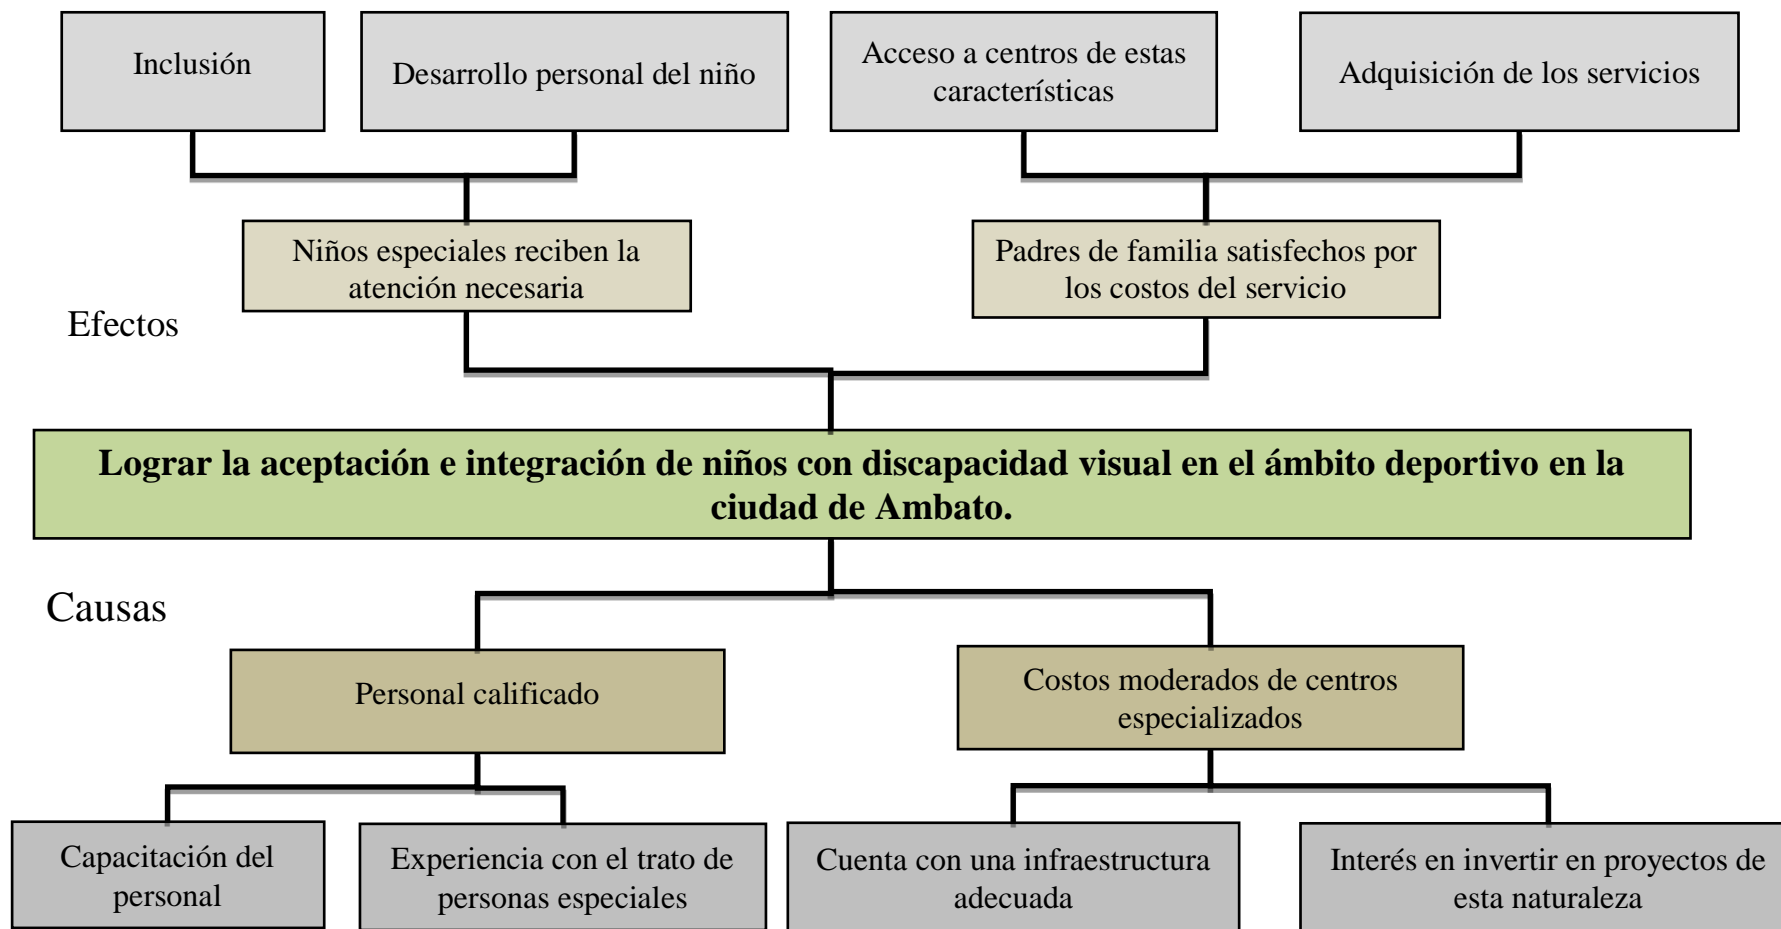 Inclusión
Desarrollo personal del niño
Acceso a centros de estas
características
Adquisición de los servicios
Niños especiales reciben la
atención necesaria
Padres de familia satisfechos por
los costos del servicio
Efectos
Lograr la aceptación e integración de niños con discapacidad visual en el ámbito deportivo en la
ciudad de Ambato.
Causas
Personal calificado
Costos moderados de centros
especializados
Capacitación del
personal
Experiencia con el trato de
personas especiales
Cuenta con una infraestructura
adecuada
Interés en invertir en proyectos de
esta naturaleza